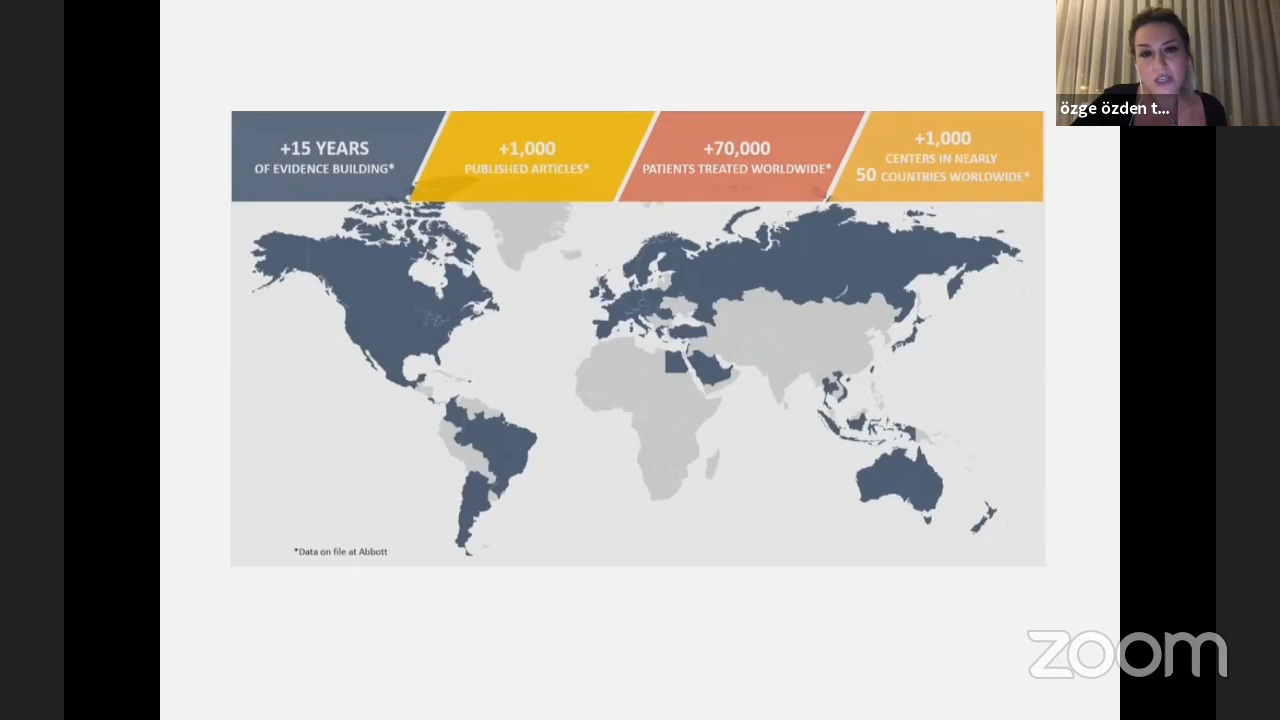 özge özden t...
+15 YEARS
OF EVIDENCE BUILDING*
+1,000
PUBLISHED ARTICLES*
+70,000
PATIENTS TREATED WORLDWIDE*
+1,000
CENTERS IN NEARLY
50 COUNTRIES WORLDWIDE*
*Data on file at Abbott
zoom